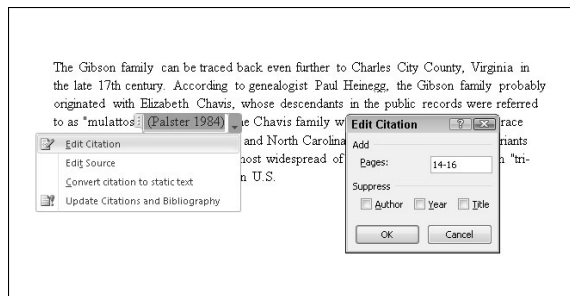 The Gibson family can be traced back even further to Charles City County, Virginia in
the late 17th century. According to genealogist Paul Heinegg, the Gibson family probably
originated with Elizabeth Chavis, whose descendants in the public records were referred
to as "mulattos (Palster 1984) he Chavis family w race
and North Carolina riants
ost widespread of n "tri-
n U.S.
Edit Citation
Edit Source
Convert citation to static text
Update Citations and Bibliography
Edit Citation
Add
Pages: 14-16
Suppress
Author Year Title
OK Cancel